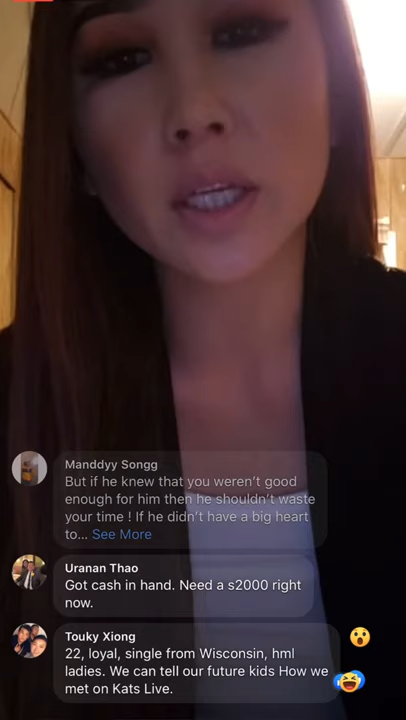 Manddyy Songg
But if he knew that you weren't good
enough for him then he shouldn't waste
your time ! If he didn't have a big heart
to... See More
Uranan Thao
Got cash in hand. Need a s2000 right
now.
Touky Xiong
22, loyal, single from Wisconsin, hml
ladies. We can tell our future kids How we
met on Kats Live.